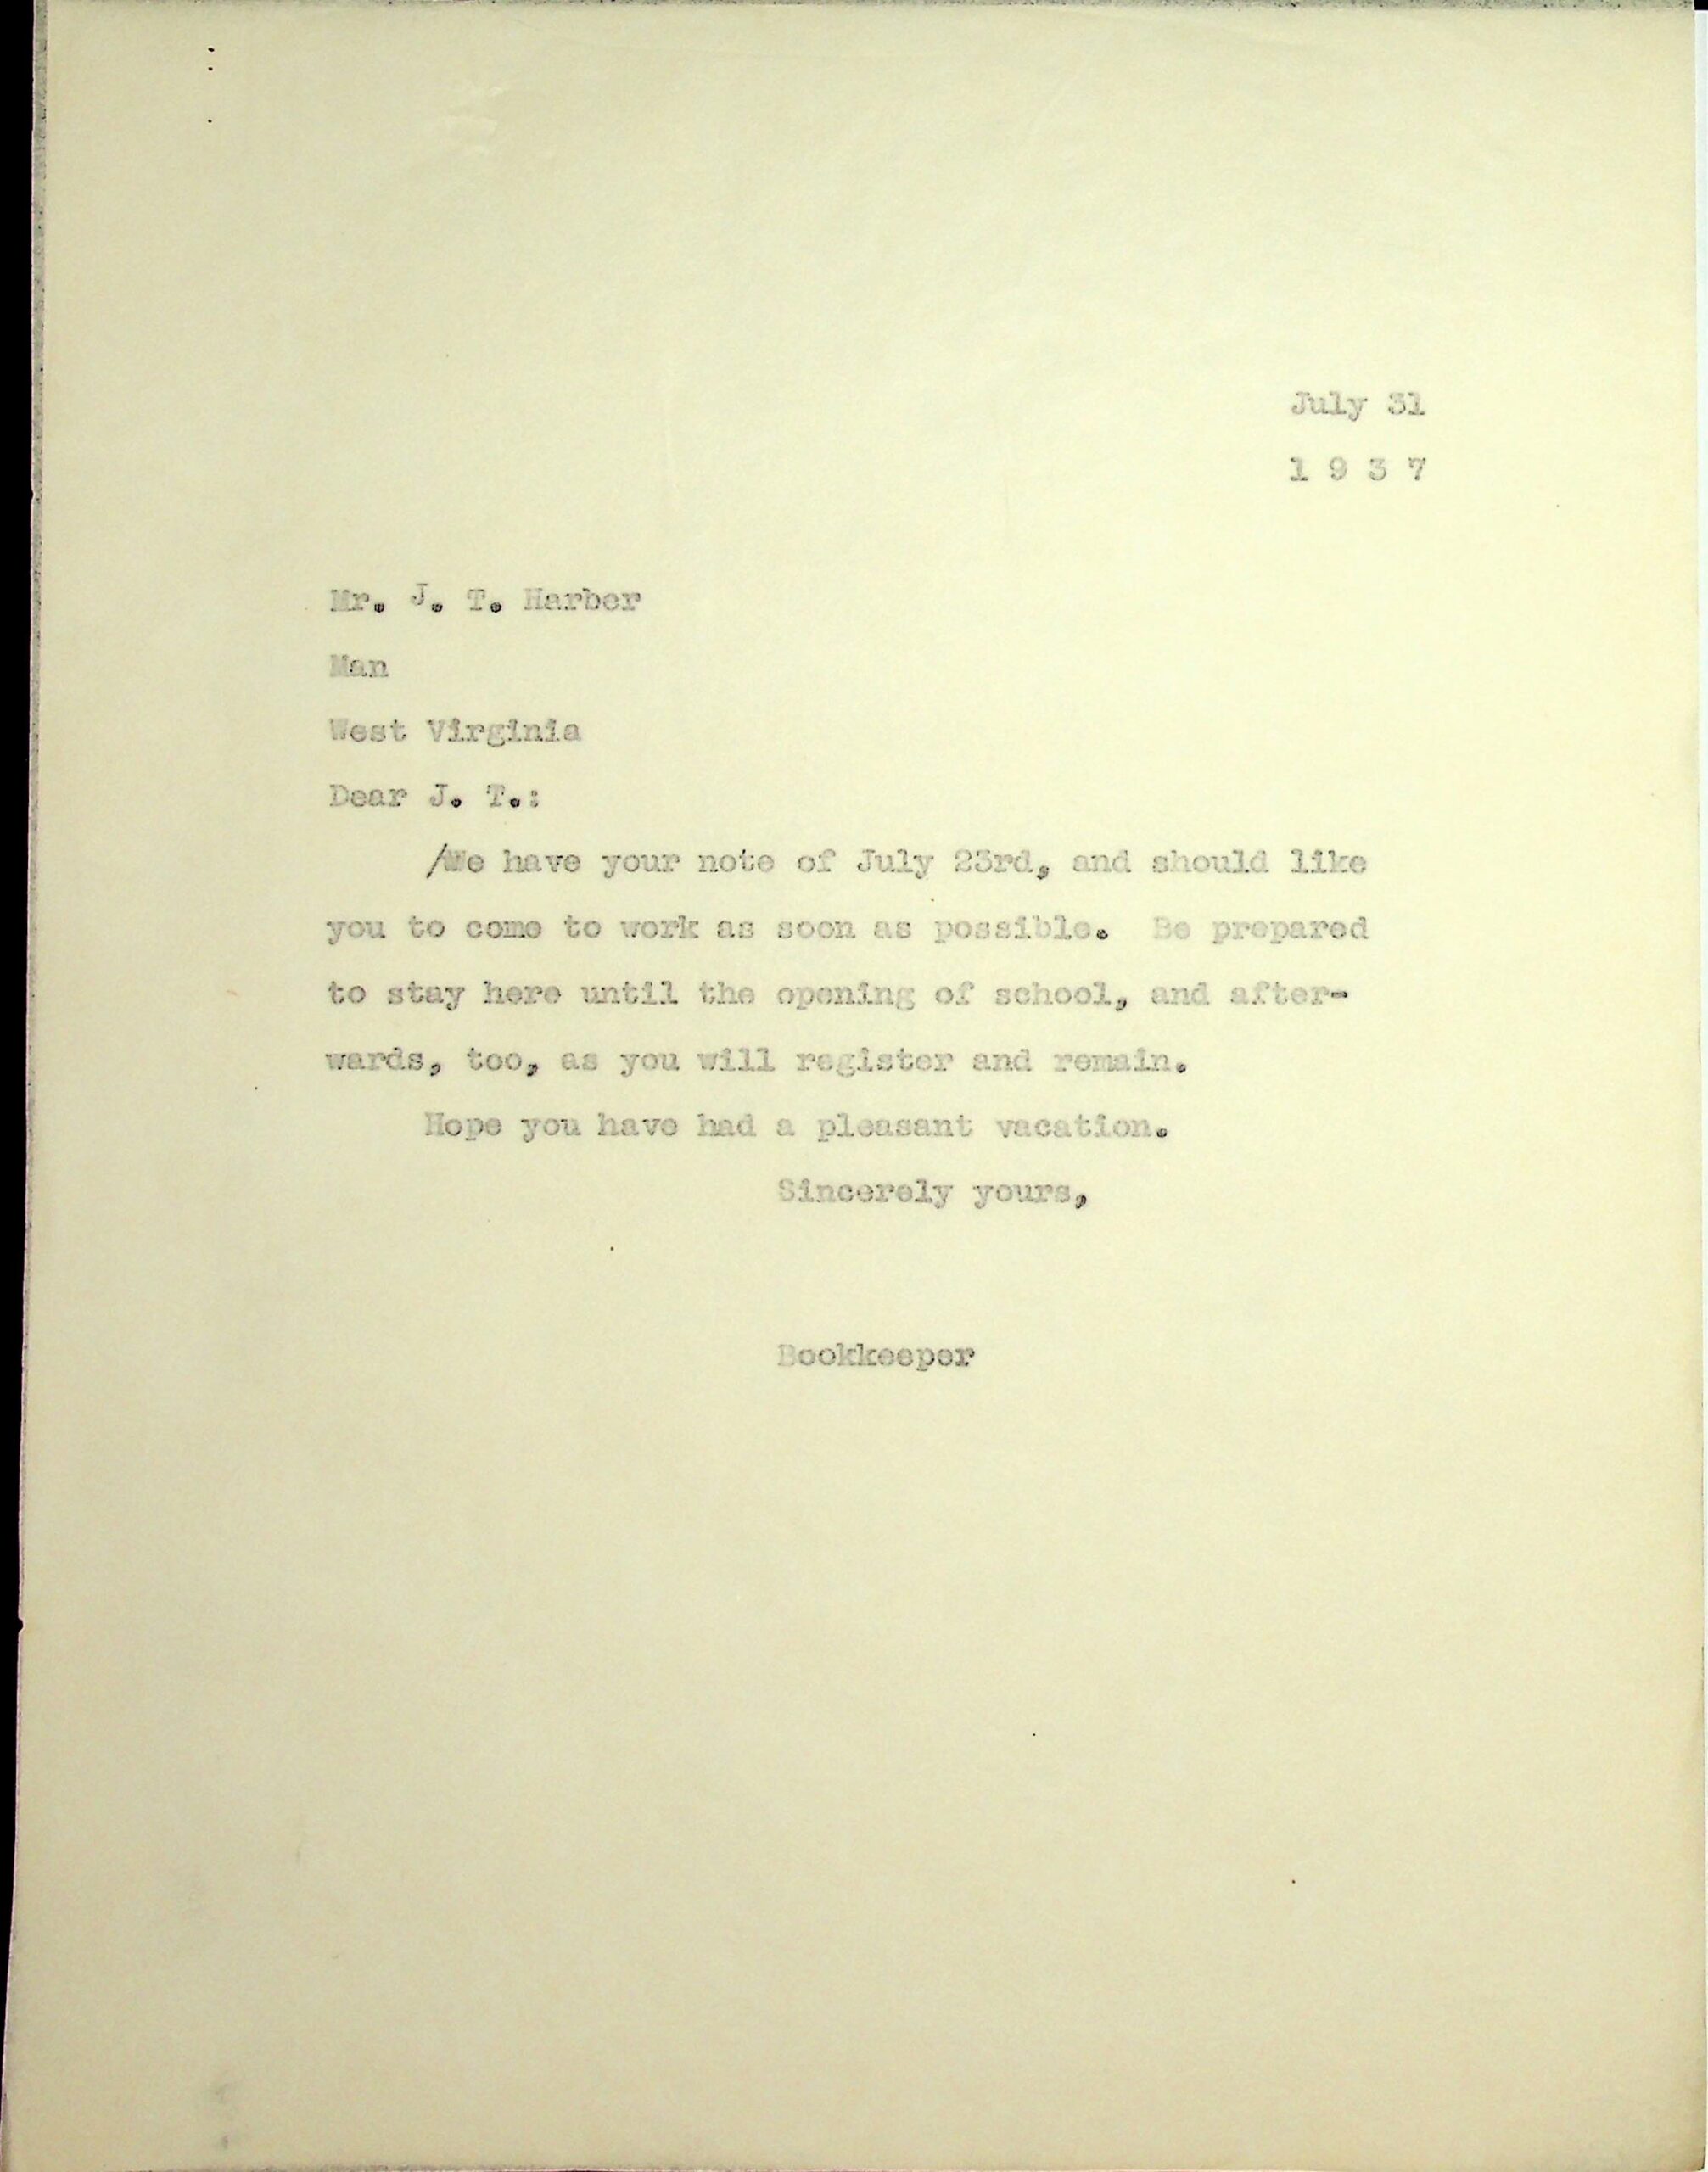 July 31
1 9 3 7
Mr. J. T. Harber
Man
West Virginia
Dear J. T.:
/We have your note of July 23rd, and should like
you to come to work as soon as possible. Be prepared
to stay here until the opening of school, and after-
wards, too, as you will register and remain.
Hope you have had a pleasant vacation.
Sincerely yours,
Bookkeeper